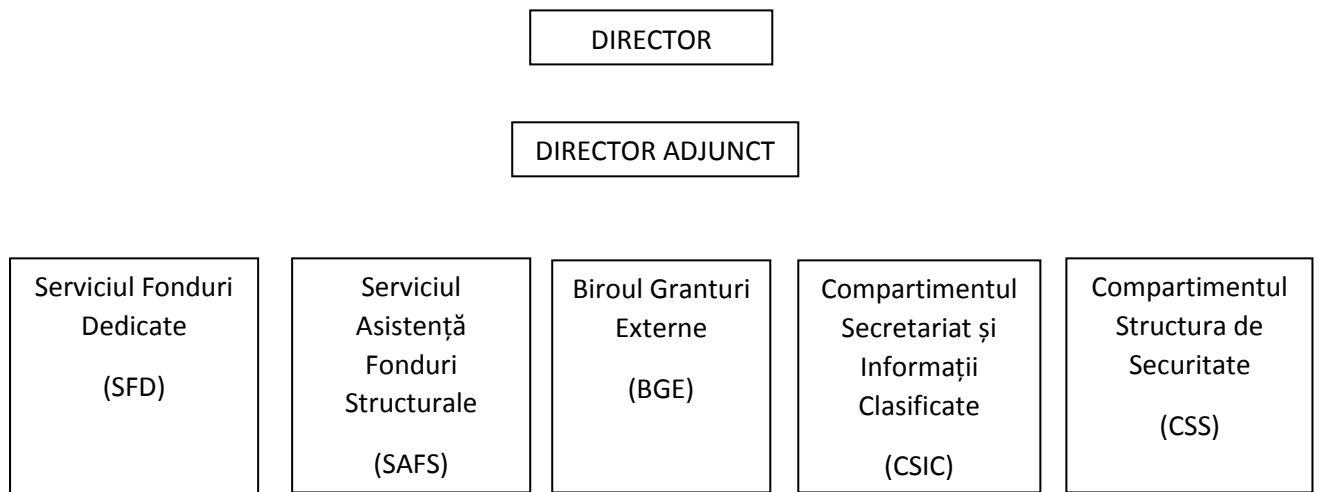 DIRECTOR
DIRECTOR ADJUNCT
Serviciul Fonduri
Dedicate
(SFD)
Serviciul
Asistență
Fonduri
Structurale
(SAFS)
Biroul Granturi
Externe
(BGE)
Compartimentul
Secretariat și
Informații
Clasificate
(CSIC)
Compartimentul
Structura de
Securitate
(CSS)